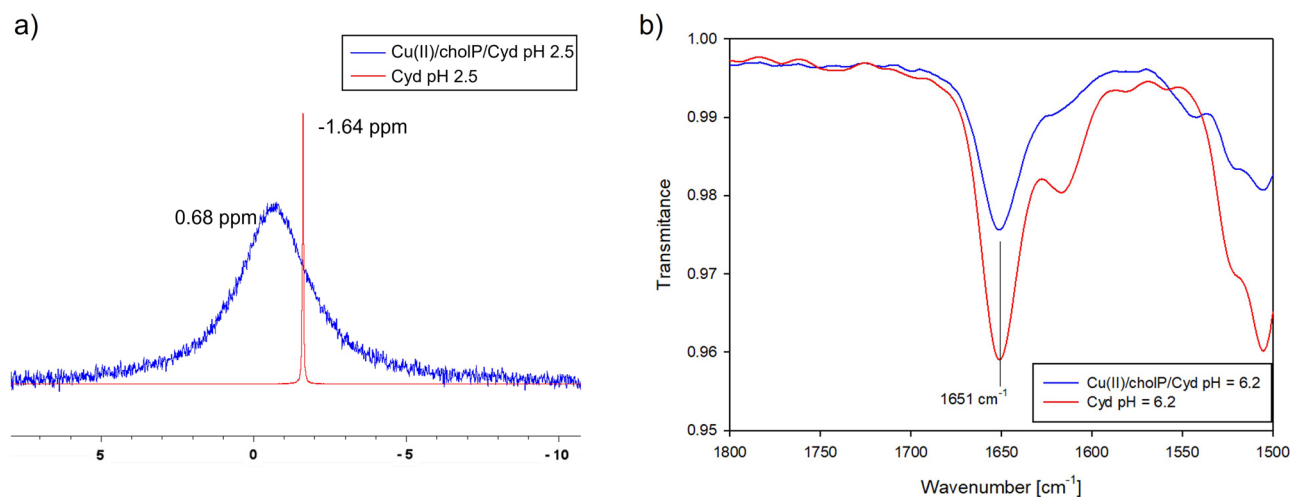 a)
Cu(II)/cholP/Cyd pH 2.5
Cyd pH 2.5
-1.64 ppm
0.68 ppm
5 0 -5 -10
b)
1.00
0.99
0.98
0.97
0.96
0.95
Transmitance
1651 cm⁻¹
Cu(II)/cholP/Cyd pH = 6.2
Cyd pH = 6.2
1800 1750 1700 1650 1600 1550 1500
Wavenumber [cm⁻¹]